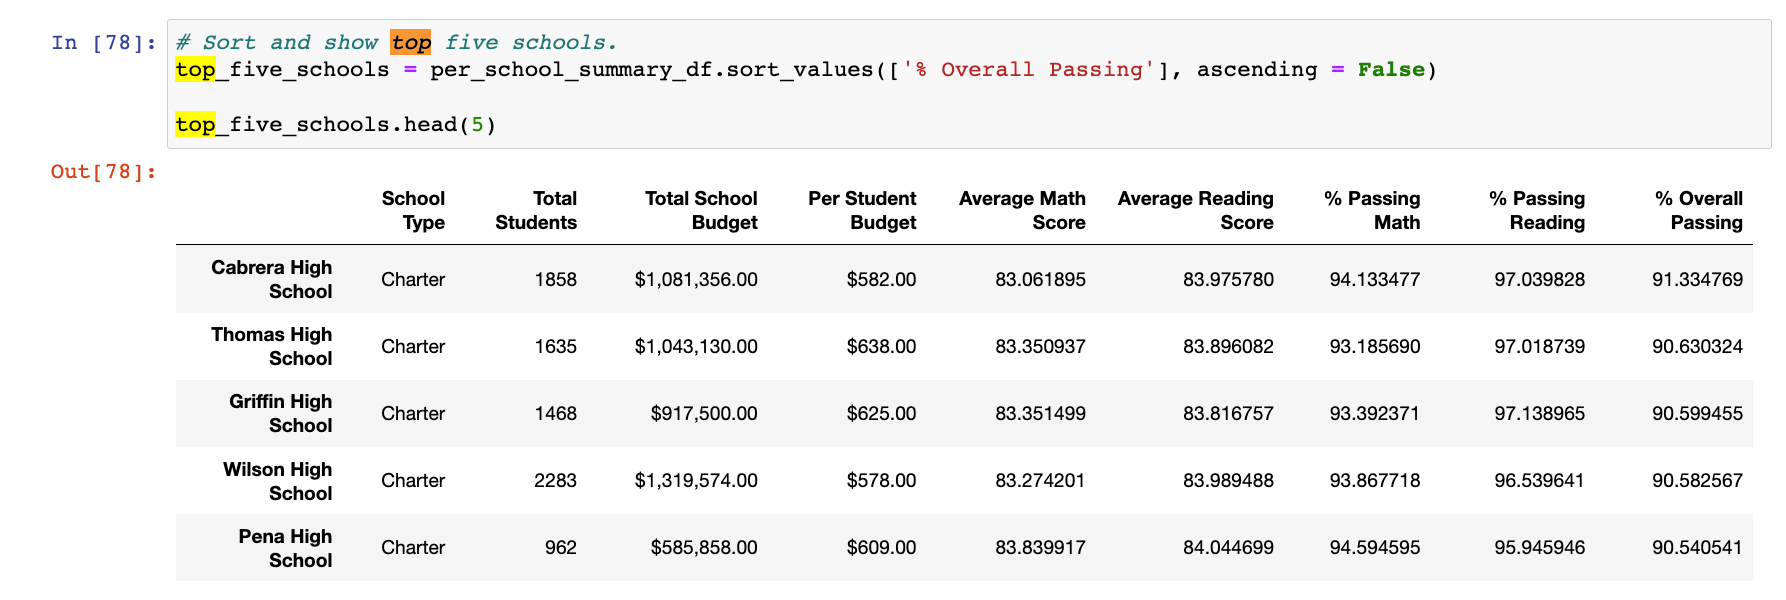 In [78]: # Sort and show top five schools.
top_five_schools = per_school_summary_df.sort_values(['% Overall Passing'], ascending = False)
top_five_schools.head(5)
Out[78]:
School Type Total Students Total School Budget Per Student Budget Average Math Score Average Reading Score % Passing Math % Passing Reading % Overall Passing
Cabrera High School Charter 1858 $1,081,356.00 $582.00 83.061895 83.975780 94.133477 97.039828 91.334769
Thomas High School Charter 1635 $1,043,130.00 $638.00 83.350937 83.896082 93.185690 97.018739 90.630324
Griffin High School Charter 1468 $917,500.00 $625.00 83.351499 83.816757 93.392371 97.138965 90.599455
Wilson High School Charter 2283 $1,319,574.00 $578.00 83.274201 83.989488 93.867718 96.539641 90.582567
Pena High School Charter 962 $585,858.00 $609.00 83.839917 84.044699 94.594595 95.945946 90.540541